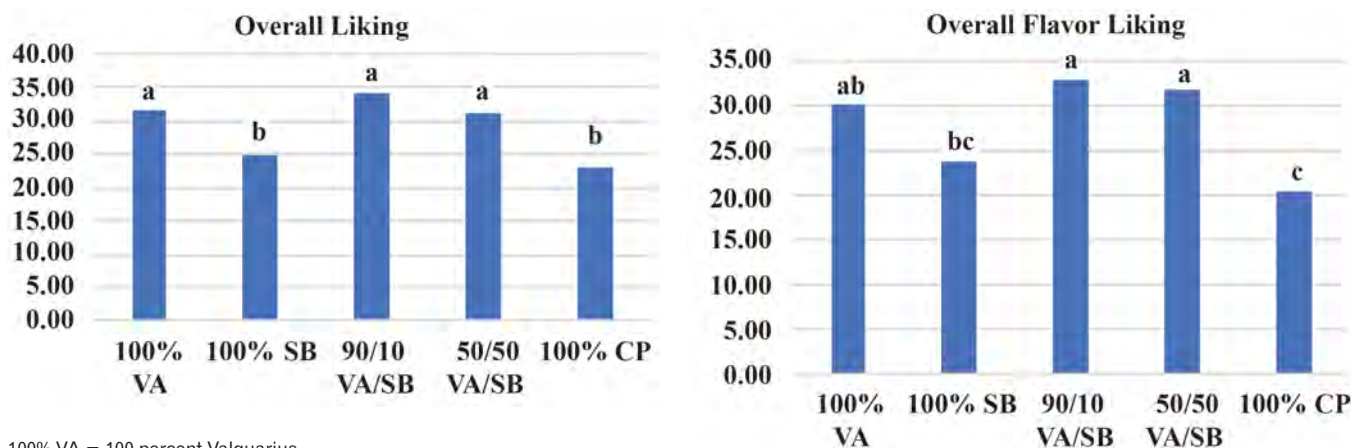 Overall Liking
40.00
35.00
30.00
25.00
20.00
15.00
10.00
5.00
0.00
a
b
a
a
b
100% VA
100% SB
90/10 VA/SB
50/50 VA/SB
100% CP
Overall Flavor Liking
35.00
30.00
25.00
20.00
15.00
10.00
5.00
0.00
ab
bc
a
a
c
100% VA
100% SB
90/10 VA/SB
50/50 VA/SB
100% CP